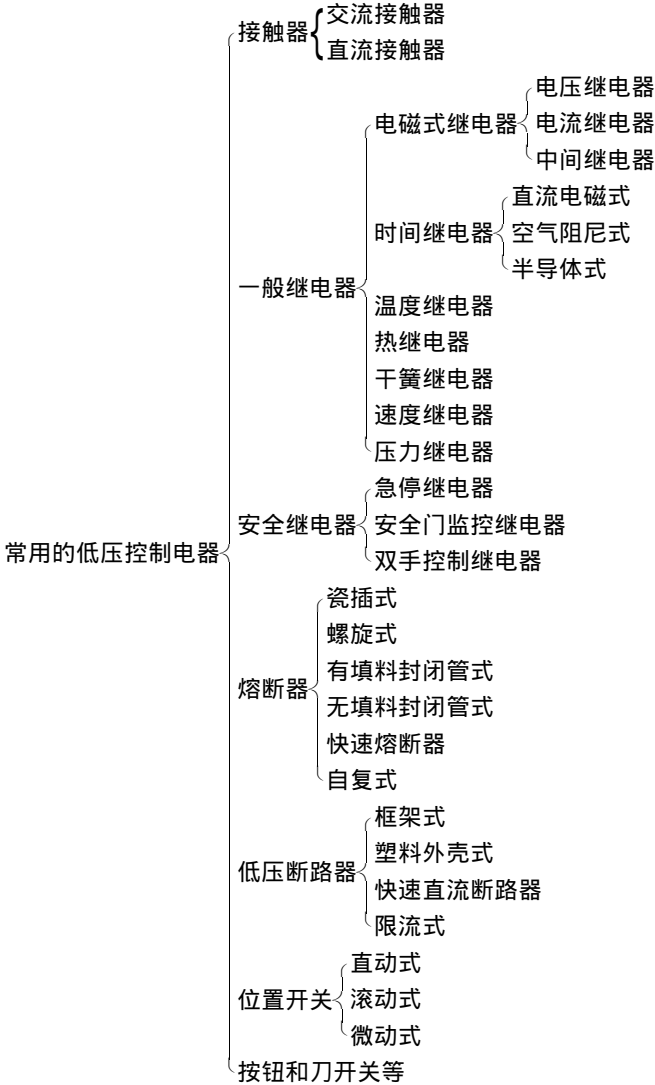 交流接触器
接触器
直流接触器
电压继电器
电磁式继电器
电流继电器
中间继电器
直流电磁式
时间继电器
空气阻尼式
半导体式
一般继电器
温度继电器
热继电器
干簧继电器
速度继电器
压力继电器
急停继电器
安全继电器
安全门监控继电器
常用的低压控制电器
双手控制继电器
瓷插式
螺旋式
有填料封闭管式
熔断器
无填料封闭管式
快速熔断器
自复式
框架式
塑料外壳式
低压断路器
快速直流断路器
限流式
直动式
位置开关
滚动式
微动式
按钮和刀开关等